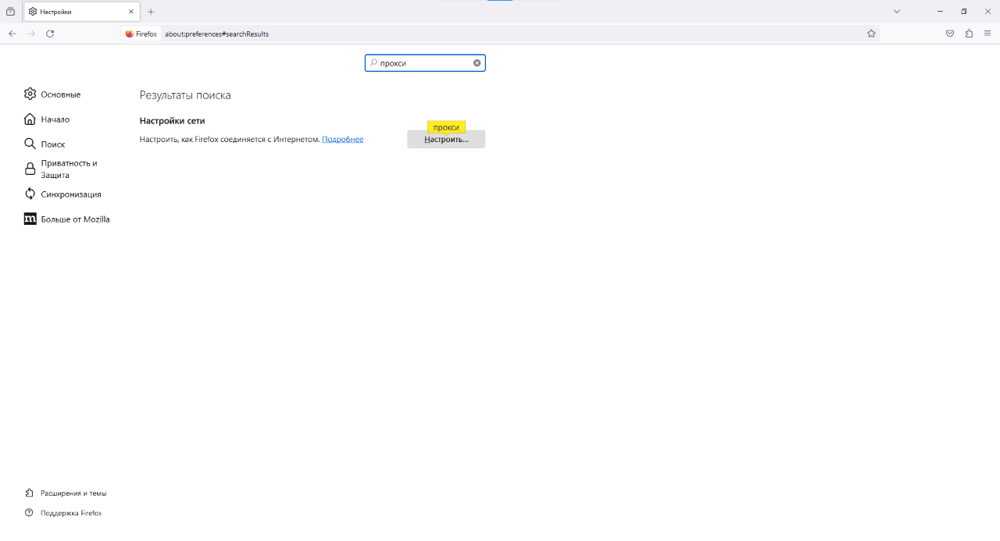 Настройки
Firefox
about:preferences#searchResults
прокси
Основные
Результаты поиска
Начало
Настройки сети
прокси
Настроить, как Firefox соединяется с Интернетом. Подробнее
Настроить...
Поиск
Приватность и
Защита
Синхронизация
m
Больше от Mozilla
Расширения и темы
Поддержка Firefox